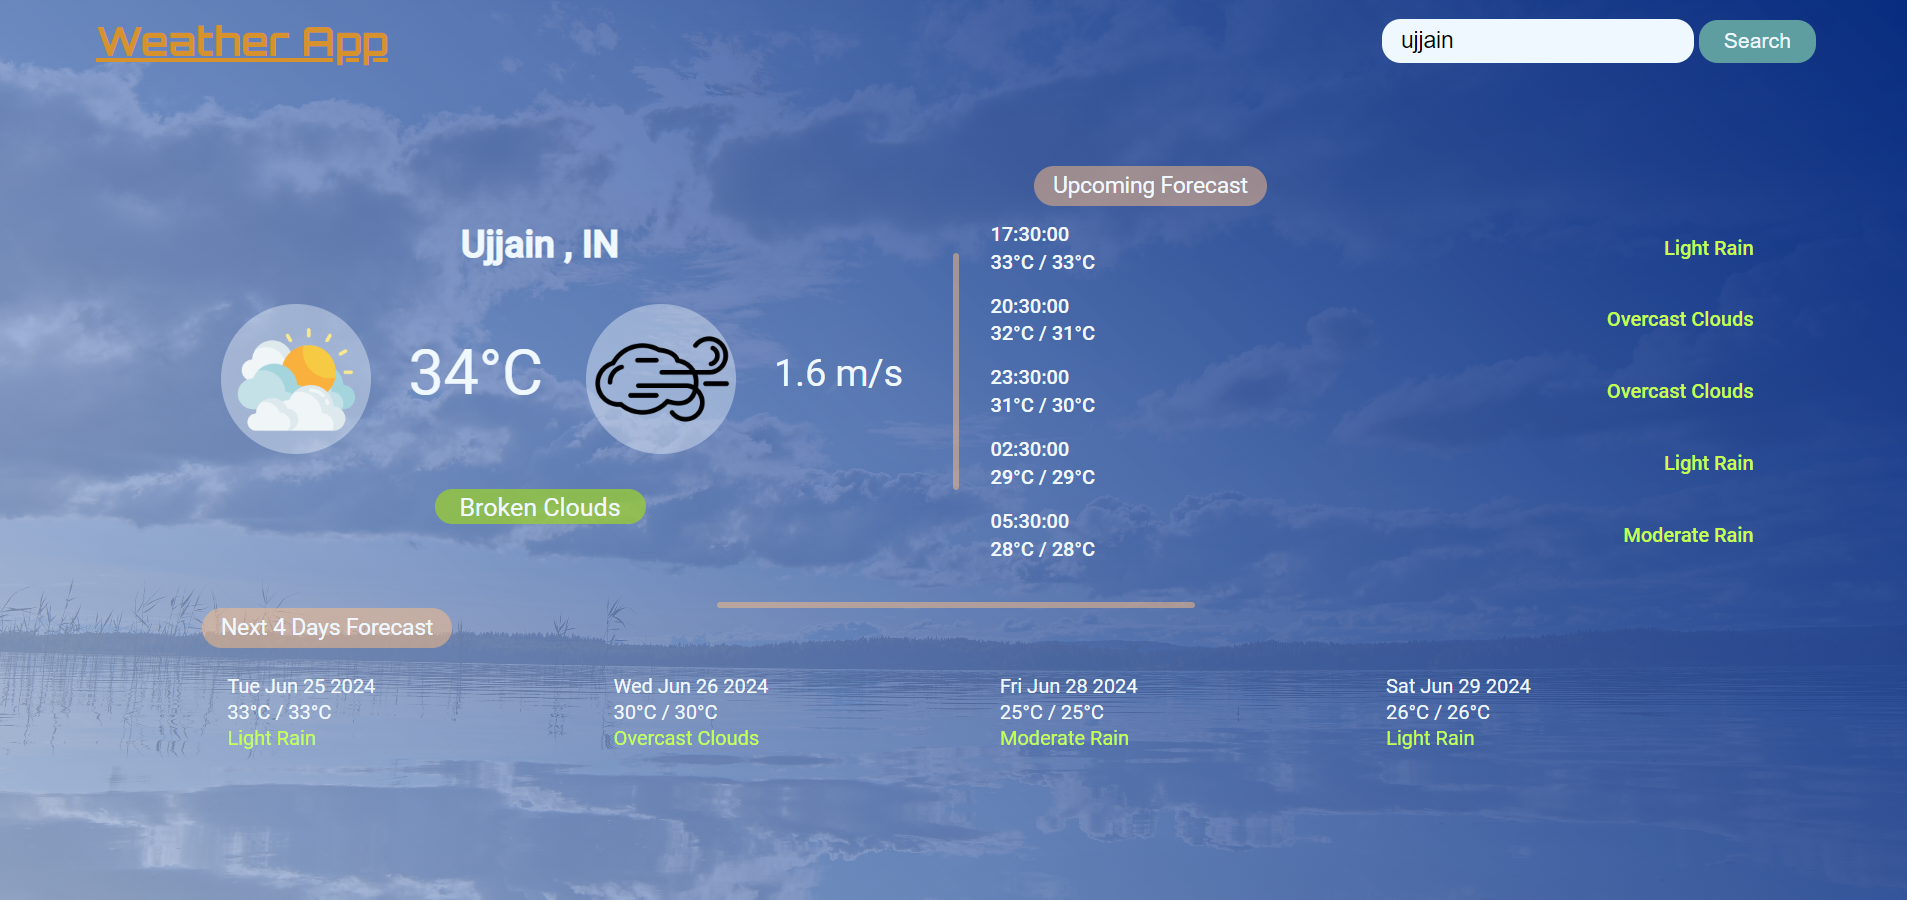 Weather App
ujjain
Search
Ujjain , IN
34°C
1.6 m/s
Broken Clouds
Upcoming Forecast
17:30:00
33°C / 33°C
Light Rain
20:30:00
32°C / 31°C
Overcast Clouds
23:30:00
31°C / 30°C
Overcast Clouds
02:30:00
29°C / 29°C
Light Rain
05:30:00
28°C / 28°C
Moderate Rain
Next 4 Days Forecast
Tue Jun 25 2024
33°C / 33°C
Light Rain
Wed Jun 26 2024
30°C / 30°C
Overcast Clouds
Fri Jun 28 2024
25°C / 25°C
Moderate Rain
Sat Jun 29 2024
26°C / 26°C
Light Rain